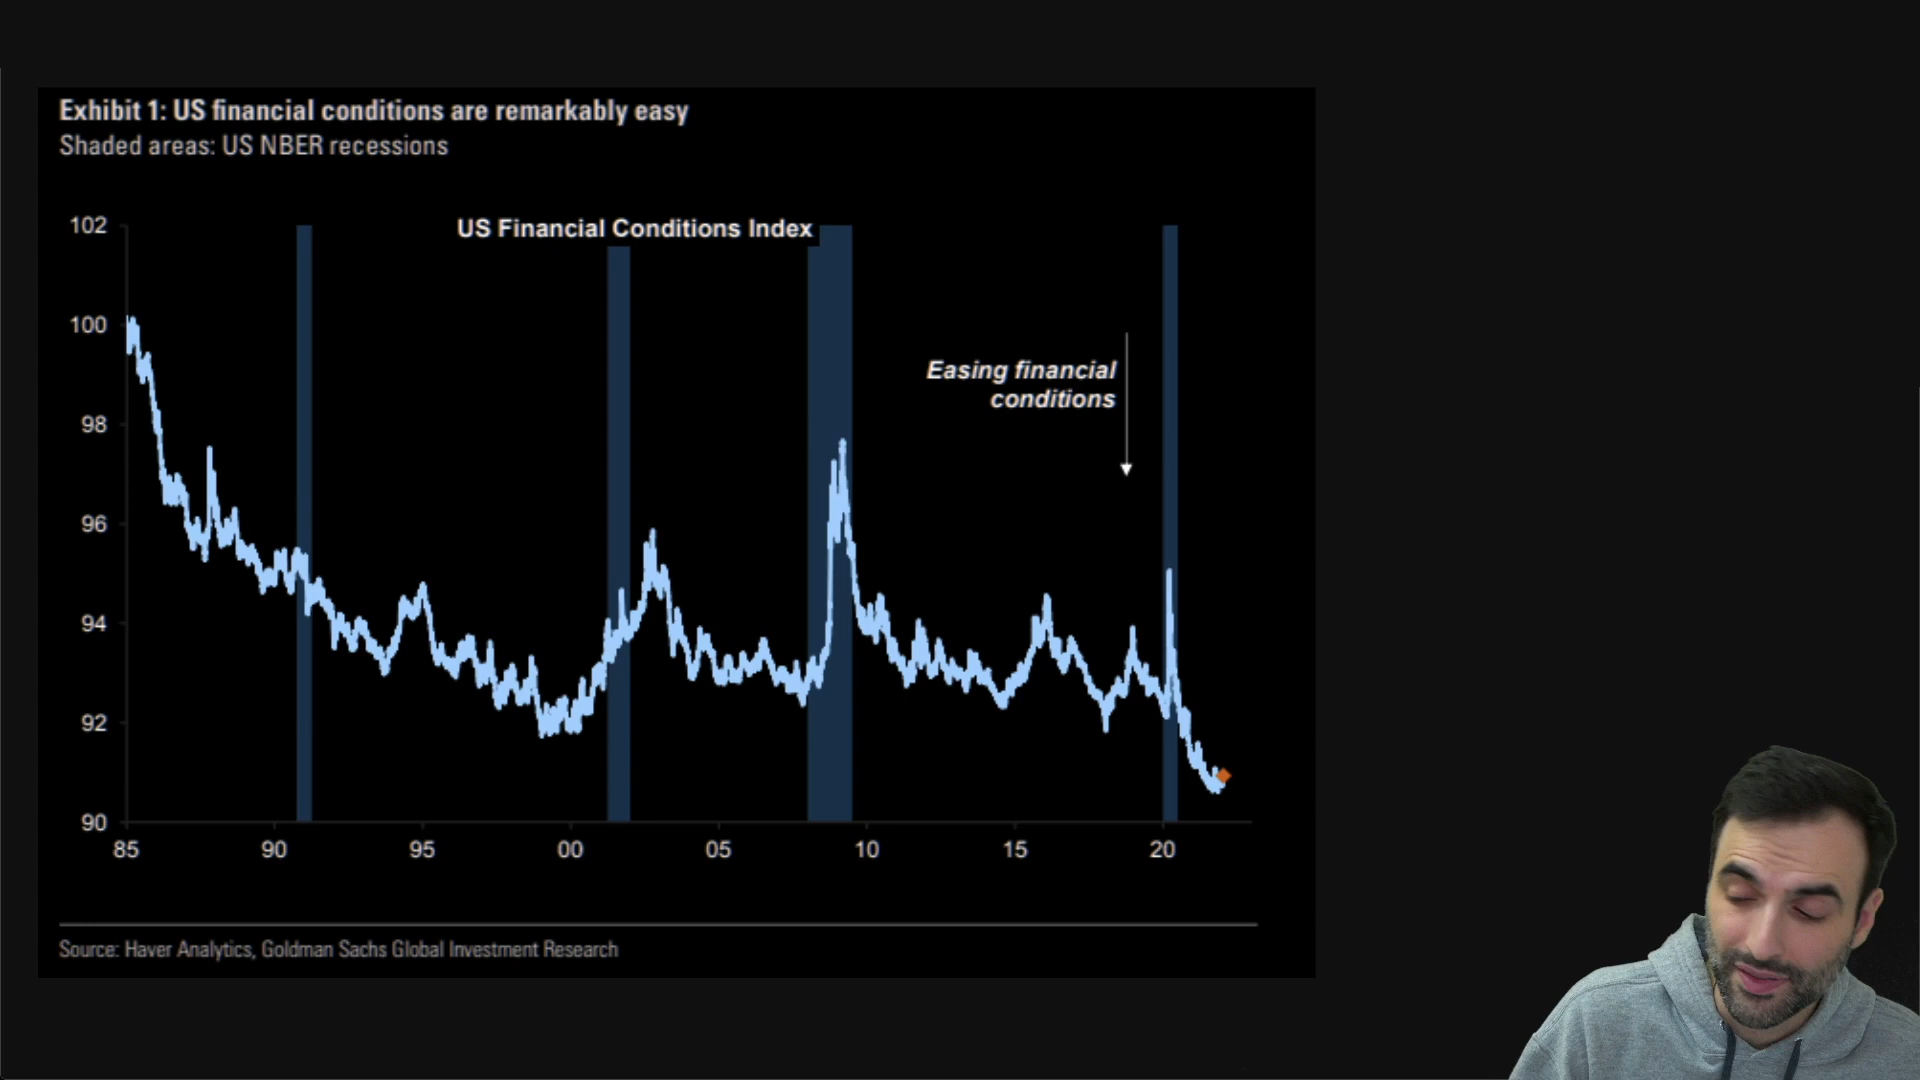 Exhibit 1: US financial conditions are remarkably easy
Shaded areas: US NBER recessions
US Financial Conditions Index
102
100
98
96
94
92
90
Easing financial
conditions
85 90 95 00 05 10 15 20
Source: Haver Analytics, Goldman Sachs Global Investment Research